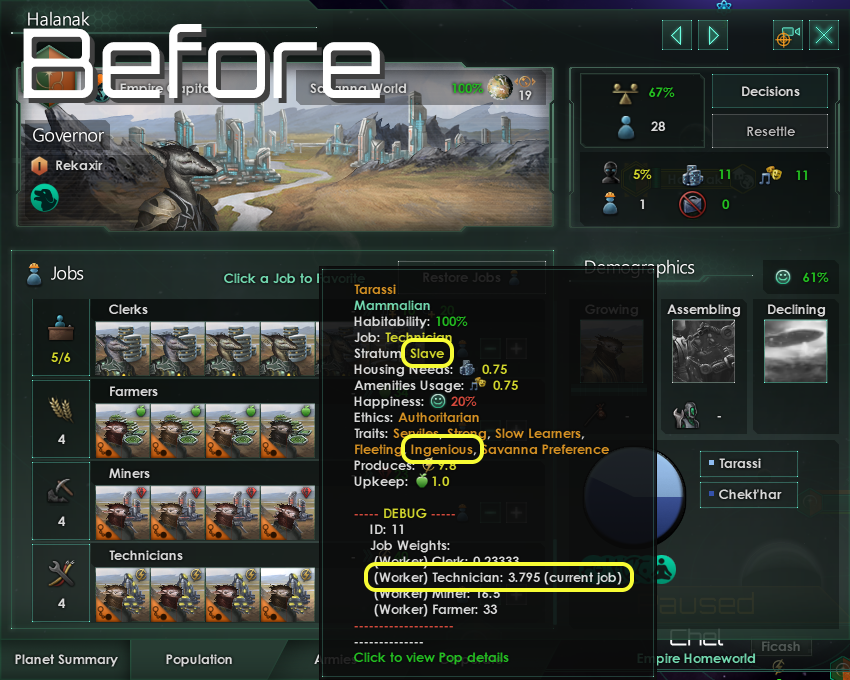 Halanak
Before
Empire Capital
Savanna World
100%
19
Governor
Rekaxir
67%
28
Decisions
Resettle
5%
11
11
1
0
Jobs
Click a Job to Favorite
Restore Jobs
Demographics
61%
Clerks
5/6
Farmers
4
Miners
4
Technicians
4
Tarassi
Mammalian
Habitability: 100%
Job: Technician
Stratum: Slave
Housing Needs: 0.75
Amenities Usage: 0.75
Happiness: 20%
Ethics: Authoritarian
Traits: Serviles, Strong, Slow Learners,
Fleeting, Ingenious, Savanna Preference
Produces: 9.8
Upkeep: 1.0
----- DEBUG -----
ID: 11
Job Weights:
(Worker) Clerk: 0.23333
(Worker) Technician: 3.795 (current job)
(Worker) Miner: 16.5
(Worker) Farmer: 33
--------------------
--------------
Click to view Pop details
Growing
-
Assembling
-
Declining
Tarassi
Chekt'har
Paused
Chel
Ficash
Empire Homeworld
Planet Summary
Population
Armies